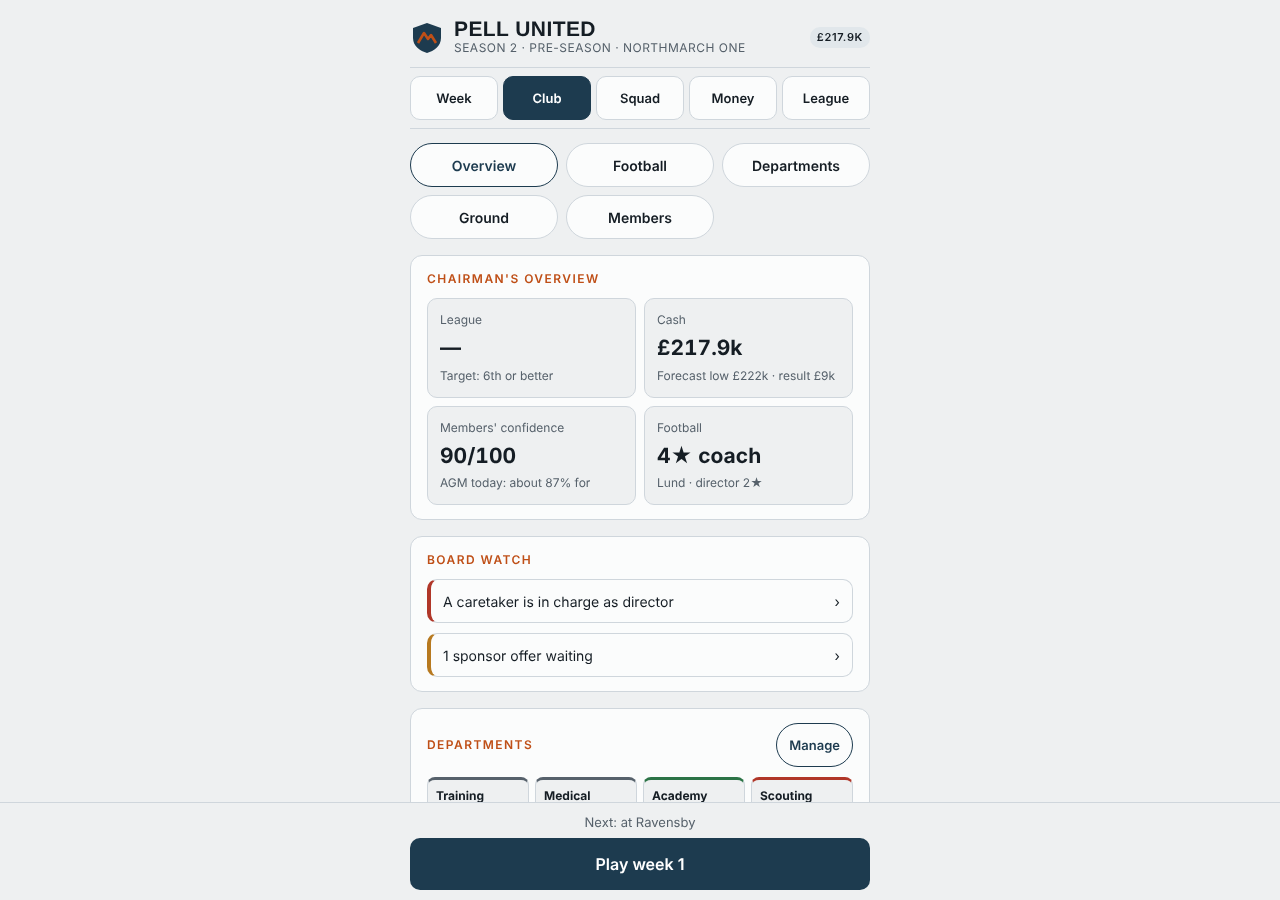 PELL UNITED
SEASON 2 · PRE-SEASON · NORTHMARCH ONE
£217.9K
Week
Club
Squad
Money
League
Overview
Football
Departments
Ground
Members
CHAIRMAN'S OVERVIEW
League
—
Target: 6th or better
Cash
£217.9k
Forecast low £222k · result £9k
Members' confidence
90/100
AGM today: about 87% for
Football
4★ coach
Lund · director 2★
BOARD WATCH
A caretaker is in charge as director ›
1 sponsor offer waiting ›
DEPARTMENTS
Manage
Training
Medical
Academy
Scouting
Next: at Ravensby
Play week 1